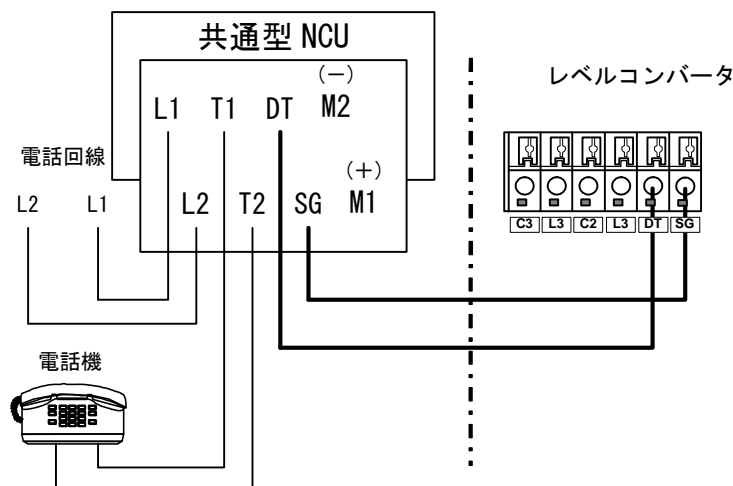 共通型 NCU
(−)
L1 T1 DT M2
(+)
L2 T2 SG M1
電話回線
L2 L1
電話機
レベルコンバータ
C3 L3 C2 L3 DT SG